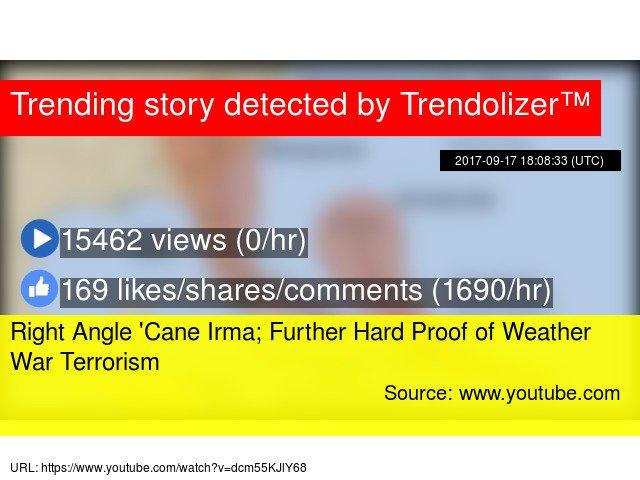 Trending story detected by Trendolizer™
2017-09-17 18:08:33 (UTC)
15462 views (0/hr)
169 likes/shares/comments (1690/hr)
Right Angle 'Cane Irma; Further Hard Proof of Weather
War Terrorism
Source: www.youtube.com
URL: https://www.youtube.com/watch?v=dcm55KJlY68